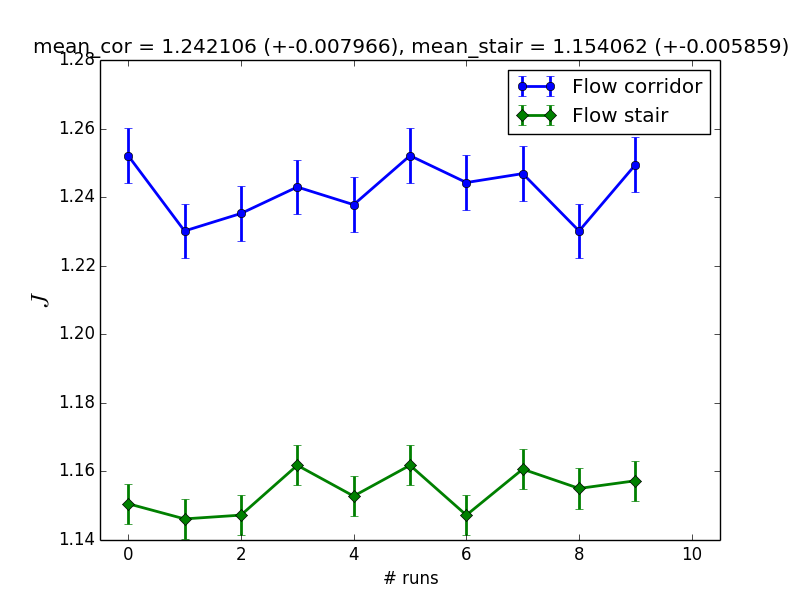 mean_cor = 1.242106 (+-0.007966), mean_stair = 1.154062 (+-0.005859)
1.28
1.26
1.24
1.22
1.20
1.18
1.16
1.14
J
Flow corridor
Flow stair
0 2 4 6 8 10
# runs